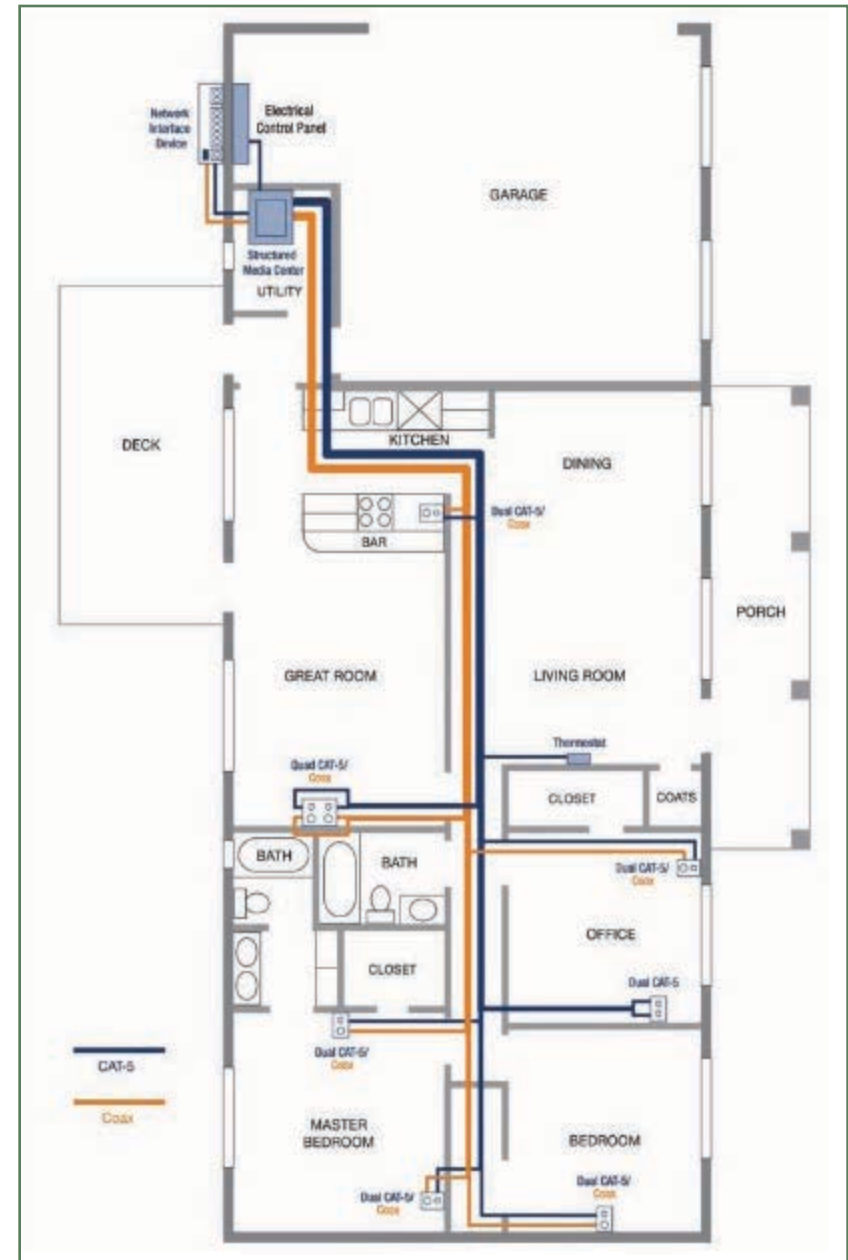 Network
Interface
Device
Electrical
Control Panel
GARAGE
Structured
Media Center
UTILITY
DECK
KITCHEN
DINING
Dual CAT-5/
Coax
BAR
PORCH
GREAT ROOM
LIVING ROOM
Thermostat
Quad CAT-5/
Coax
CLOSET
COATS
BATH
BATH
Dual CAT-5/
Coax
OFFICE
CLOSET
Dual CAT-5
Dual CAT-5/
Coax
CAT-5
Coax
MASTER
BEDROOM
BEDROOM
Dual CAT-5/
Coax
Dual CAT-5/
Coax